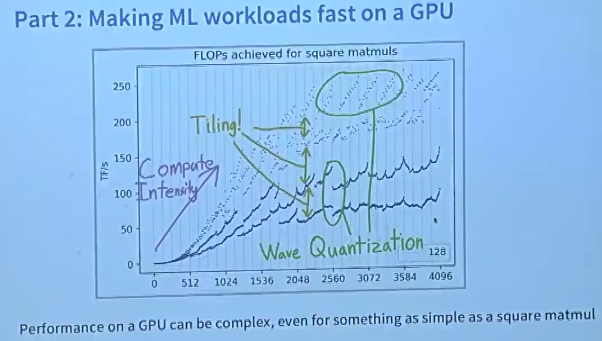 Part 2: Making ML workloads fast on a GPU
FLOPs achieved for square matmuls
250
200
150
100
50
0
TF/s
Tiling!
Compute
Intensity
Wave Quantization
128
0 512 1024 1536 2048 2560 3072 3584 4096
Performance on a GPU can be complex, even for something as simple as a square matmul